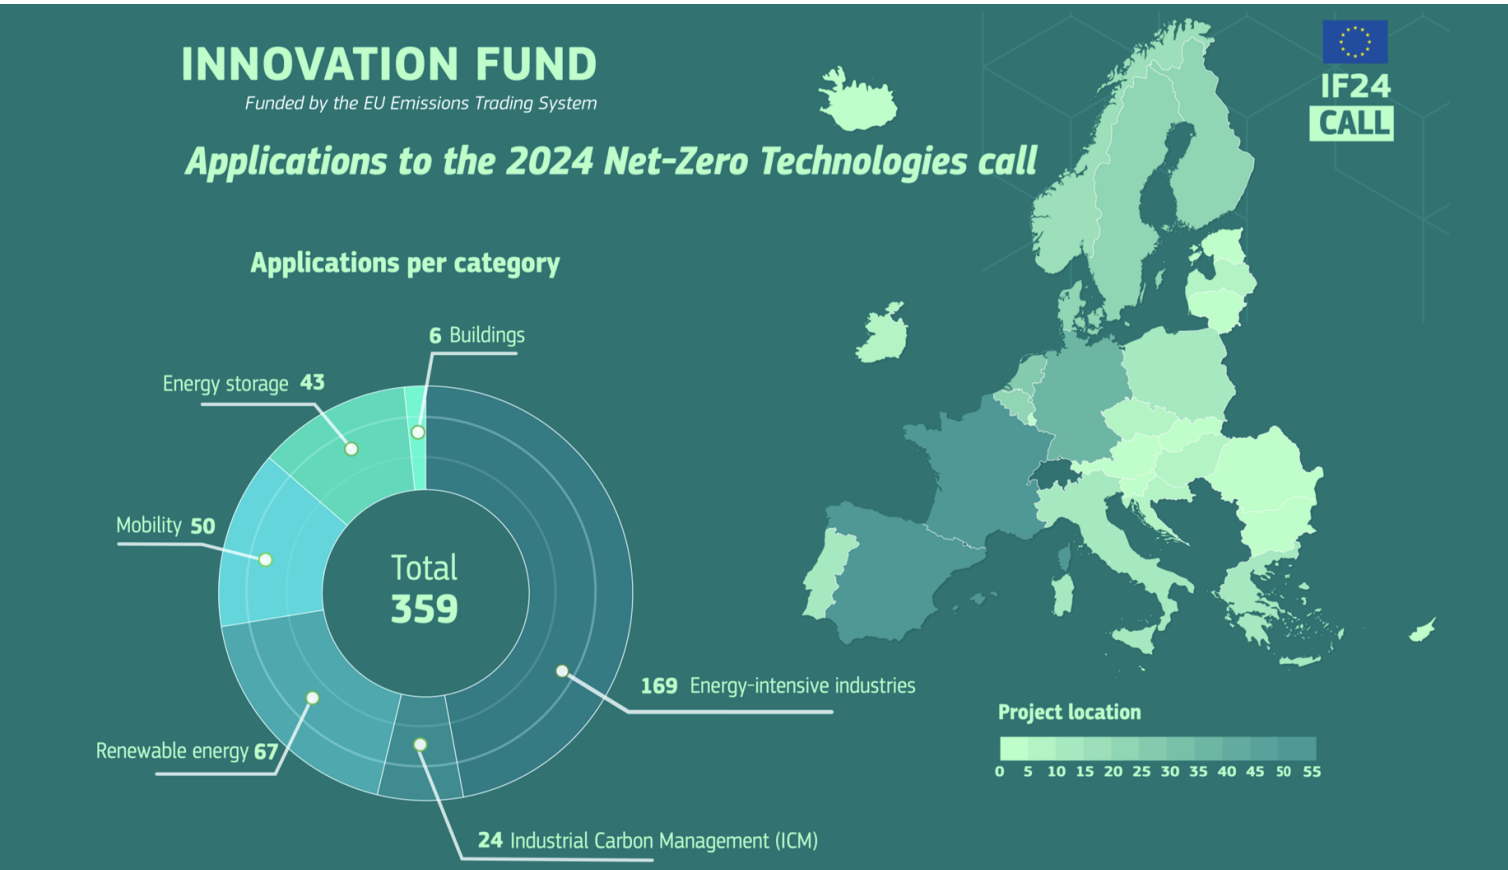 INNOVATION FUND
Funded by the EU Emissions Trading System
IF24
CALL
Applications to the 2024 Net-Zero Technologies call
Applications per category
6 Buildings
Energy storage 43
Mobility 50
Total
359
169 Energy-intensive industries
Renewable energy 67
24 Industrial Carbon Management (ICM)
Project location
0 5 10 15 20 25 30 35 40 45 50 55